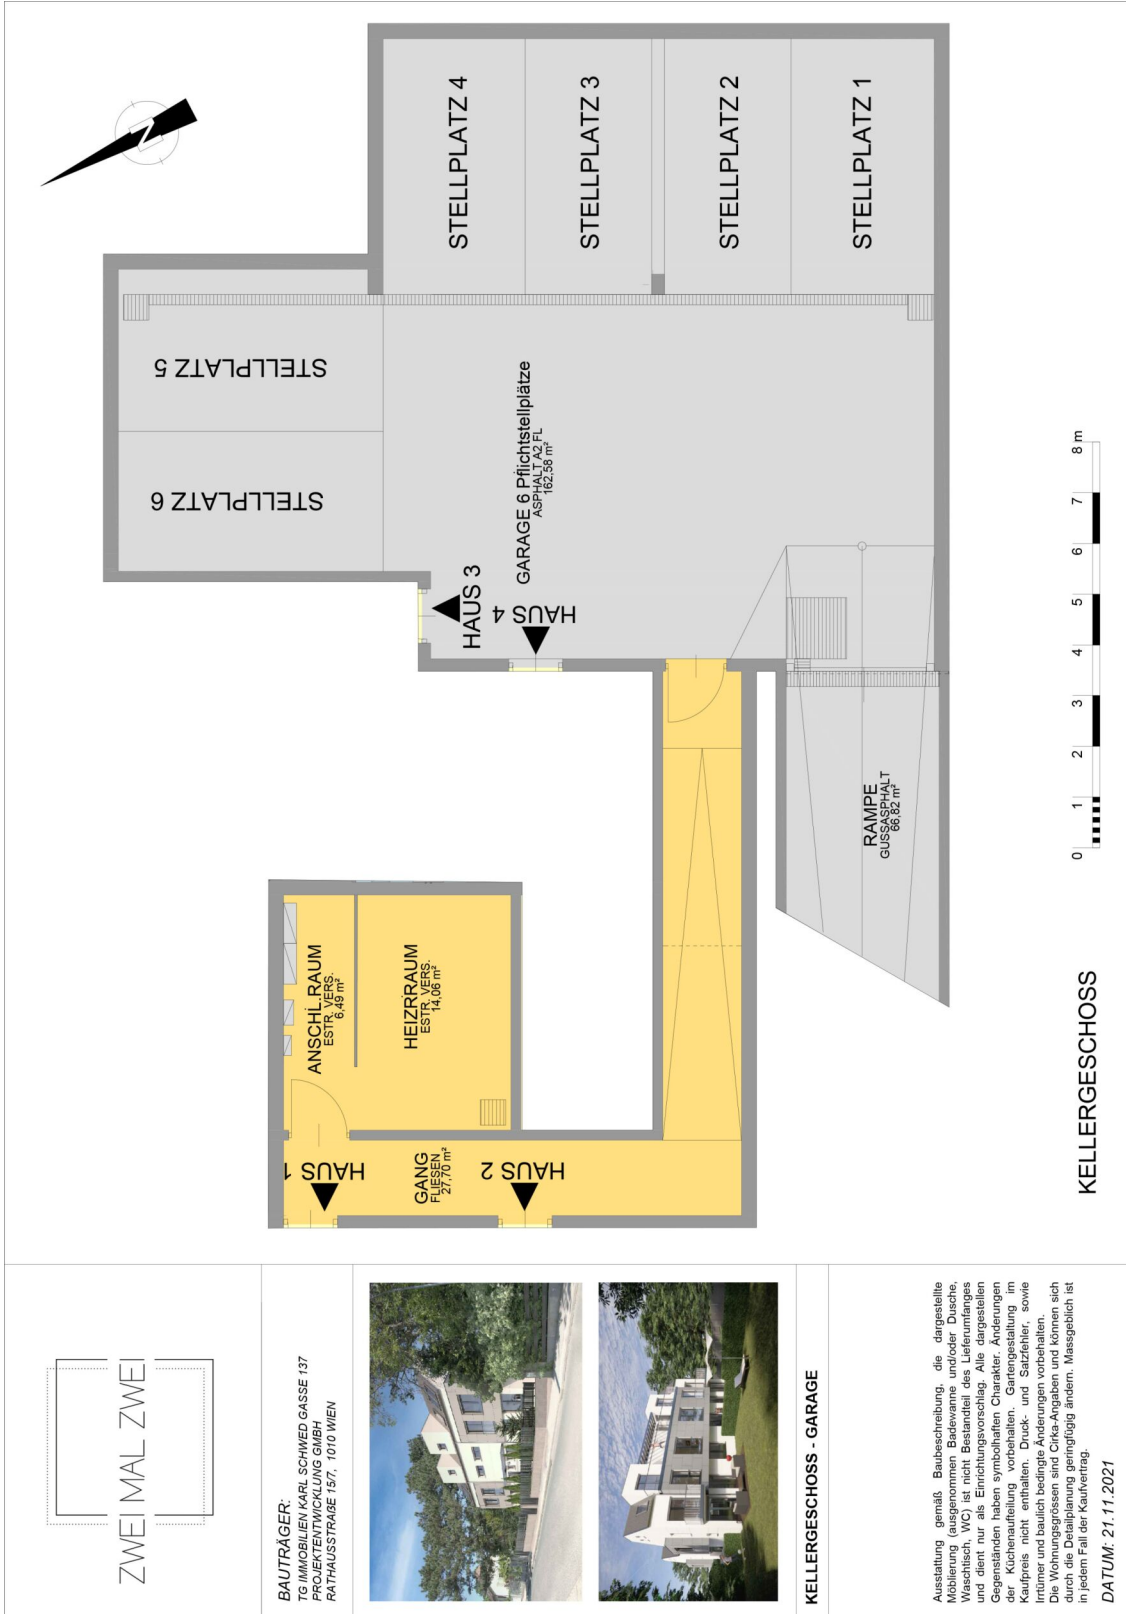 ZWEI MAL ZWEI
BAUTRÄGER:
TG IMMOBILIEN KARL SCHWED GASSE 137
PROJEKTENTWICKLUNG GMBH
RATHAUSSTRAßE 15/7, 1010 WIEN
KELLERGESCHOSS - GARAGE
Ausstattung gemäß Baubeschreibung, die dargestellte
Möblierung (ausgenommen Badewanne und/oder Dusche,
Waschtisch, WC) ist nicht Bestandteil des Lieferumfanges
und dient nur als Einrichtungsvorschlag. Alle dargestellen
Gegenständen haben symbolhaften Charakter. Änderungen
der Küchenaufteilung vorbehalten. Gartengestaltung im
Kaufpreis nicht enthalten. Druck- und Satzfehler, sowie
Irrtümer und baulich bedingte Änderungen vorbehalten.
Die Wohnungsgrössen sind Cirka-Angaben und können sich
durch die Detailplanung geringfügig ändern. Massgeblich ist
in jedem Fall der Kaufvertrag.
DATUM: 21.11.2021
HAUS 1
ANSCHL.RAUM
ESTR. VERS.
6,49 m²
HEIZRRAUM
ESTR. VERS.
14,06 m²
GANG
FLIESEN
27,70 m²
HAUS 2
STELLPLATZ 6
STELLPLATZ 5
HAUS 3
HAUS 4
GARAGE 6 Pflichtstellplätze
ASPHALT A2 FL
162,58 m²
STELLPLATZ 4
STELLPLATZ 3
STELLPLATZ 2
STELLPLATZ 1
RAMPE
GUSSASPHALT
66,82 m²
N
KELLERGESCHOSS
0 1 2 3 4 5 6 7 8 m